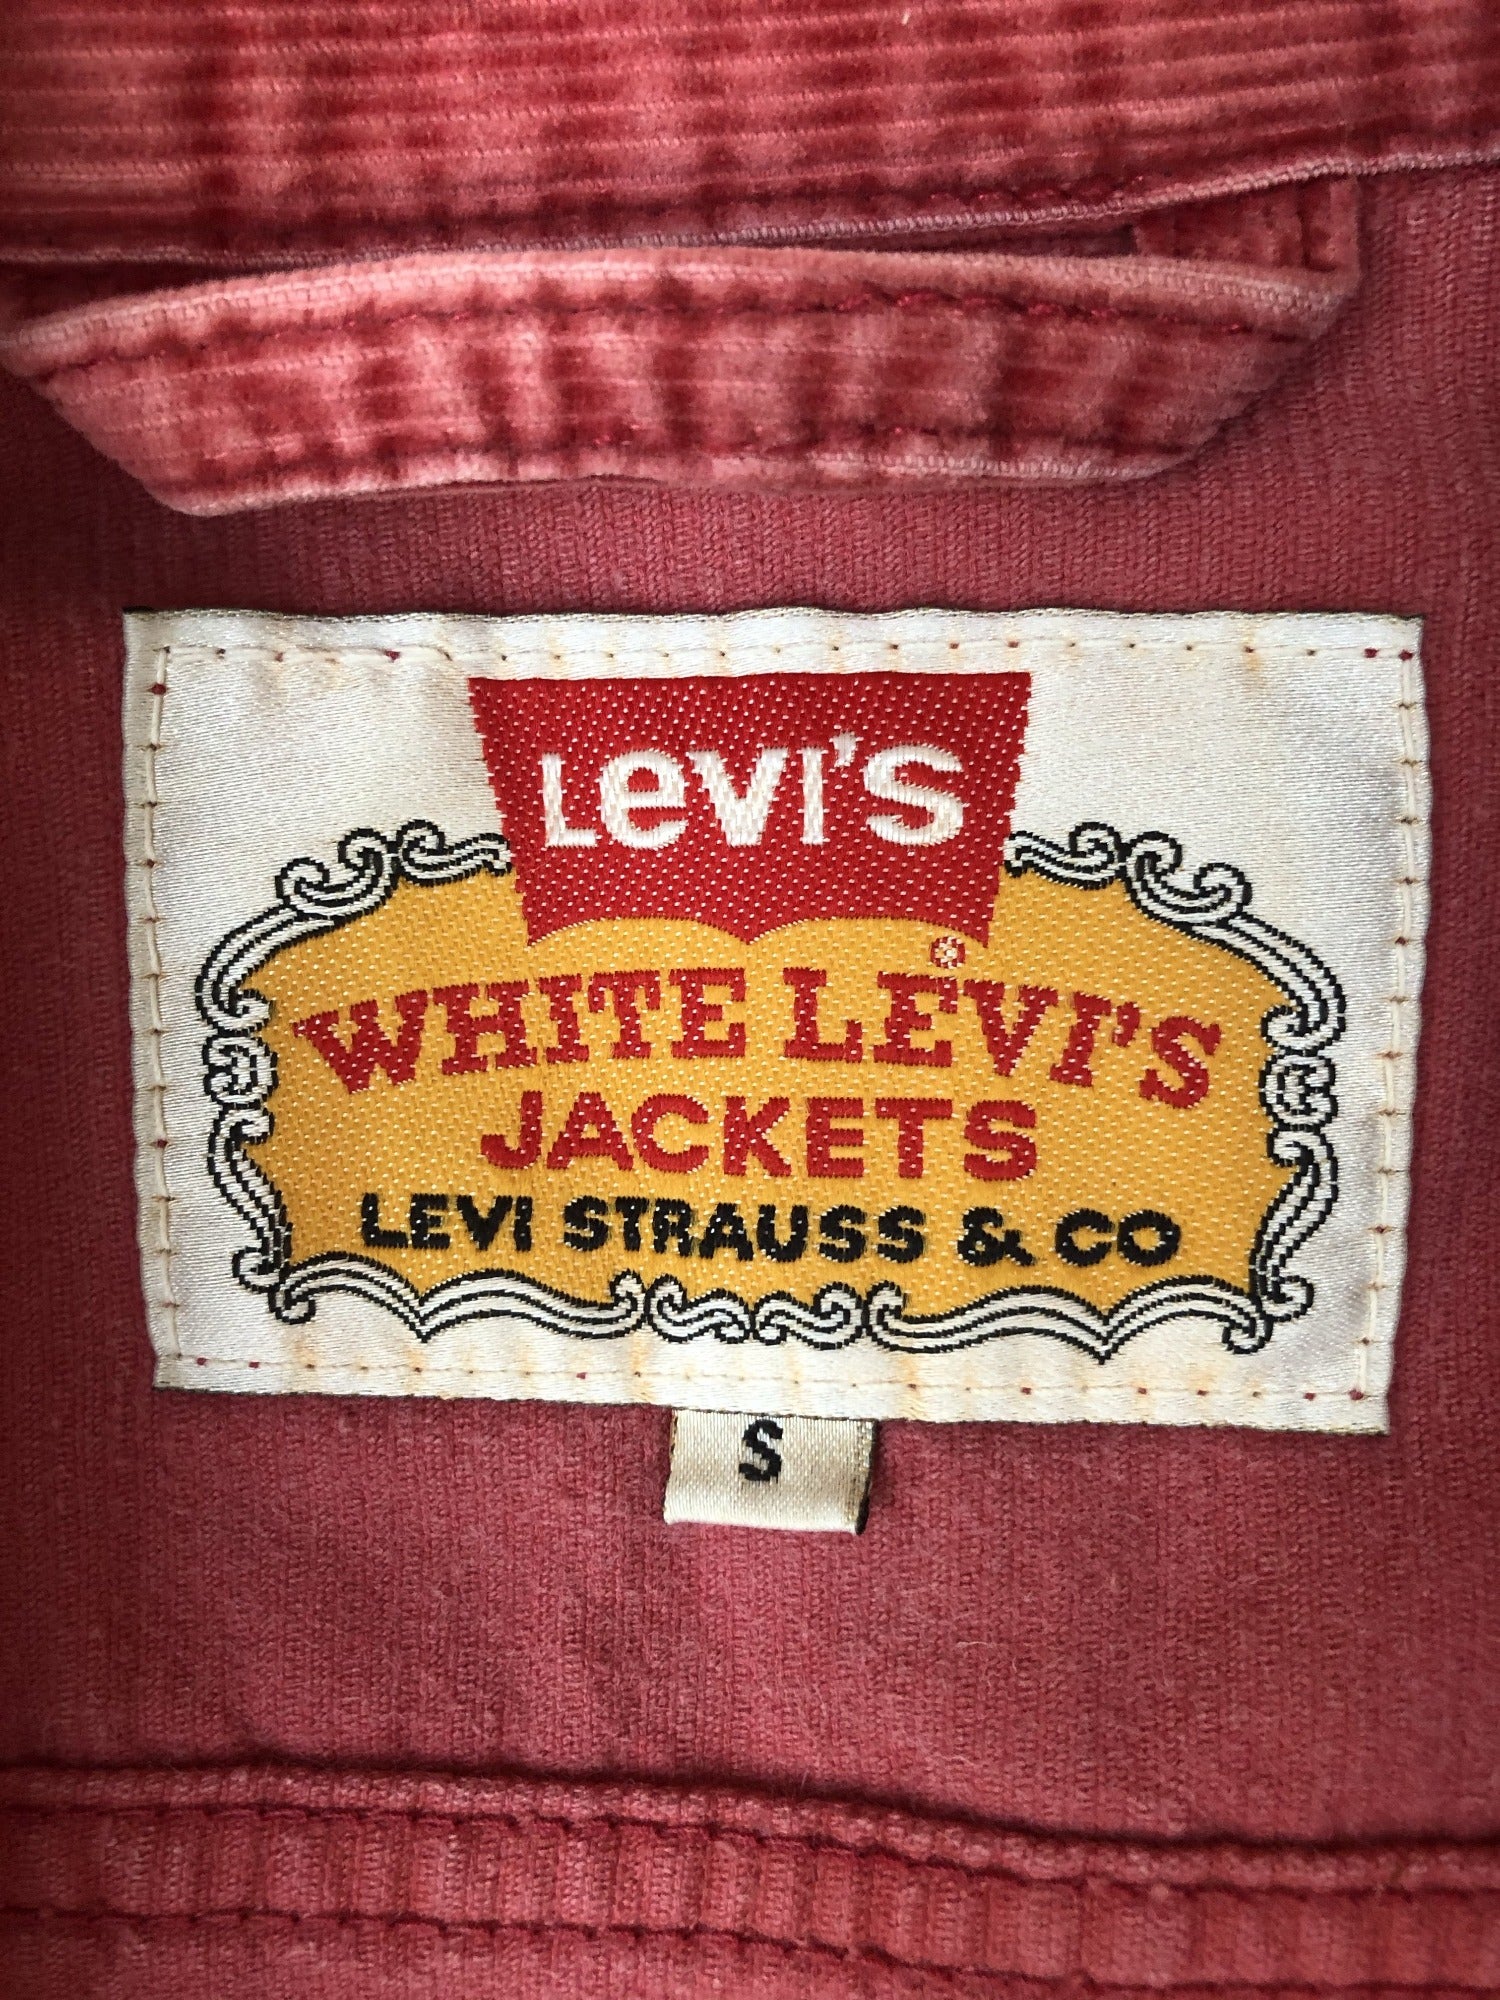 LeVI'S
®
WHITE LEVI'S
JACKETS
LEVI STRAUSS & CO
S